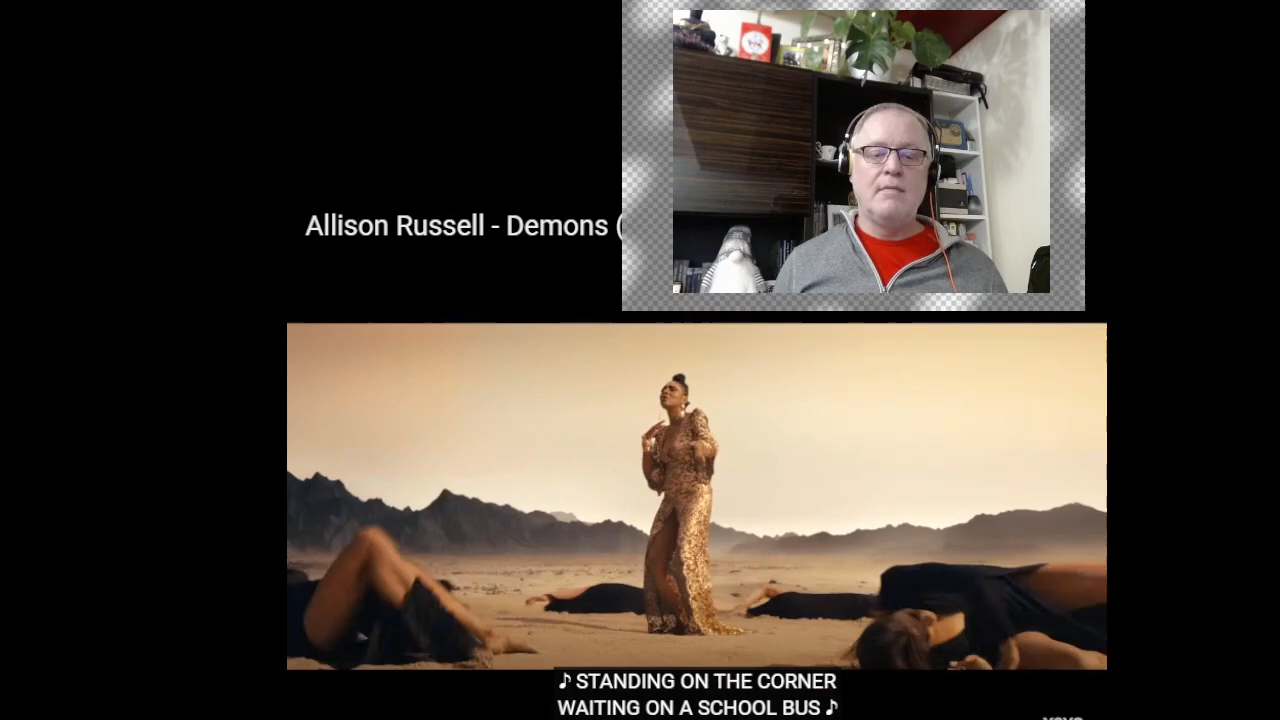 Allison Russell - Demons (
♪ STANDING ON THE CORNER
WAITING ON A SCHOOL BUS ♪